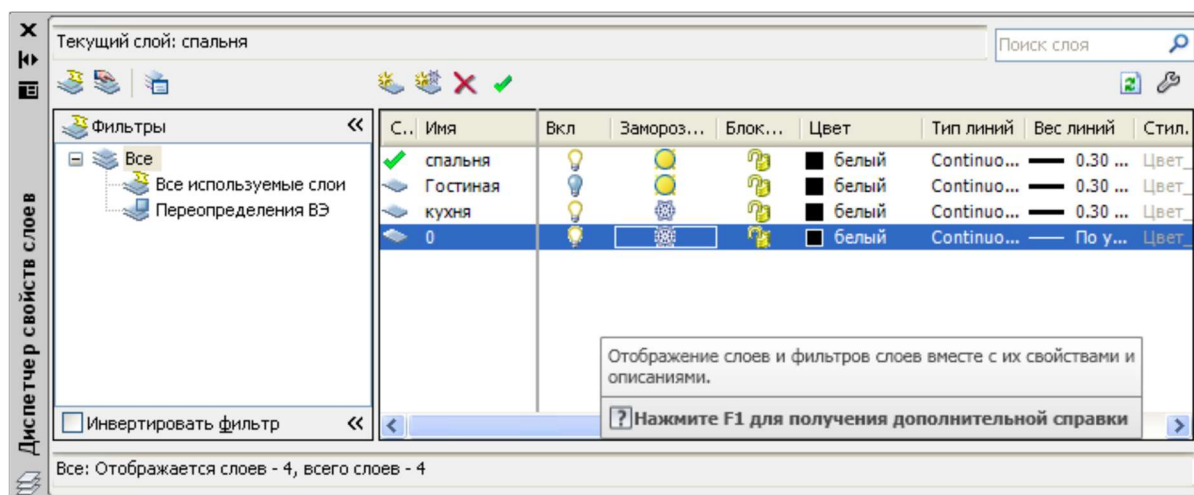 Текущий слой: спальня
Поиск слоя
Фильтры
С.. Имя Вкл Замороз... Блок... Цвет Тип линий Вес линий Стил.
Все
Все используемые слои
Переопределения ВЭ
спальня белый Continuo... 0.30 ... Цвет_
Гостиная белый Continuo... 0.30 ... Цвет_
кухня белый Continuo... 0.30 ... Цвет_
0 белый Continuo... По у... Цвет_
Отображение слоев и фильтров слоев вместе с их свойствами и
описаниями.
? Нажмите F1 для получения дополнительной справки
Инвертировать фильтр
Все: Отображается слоев - 4, всего слоев - 4
Диспетчер свойств слоев